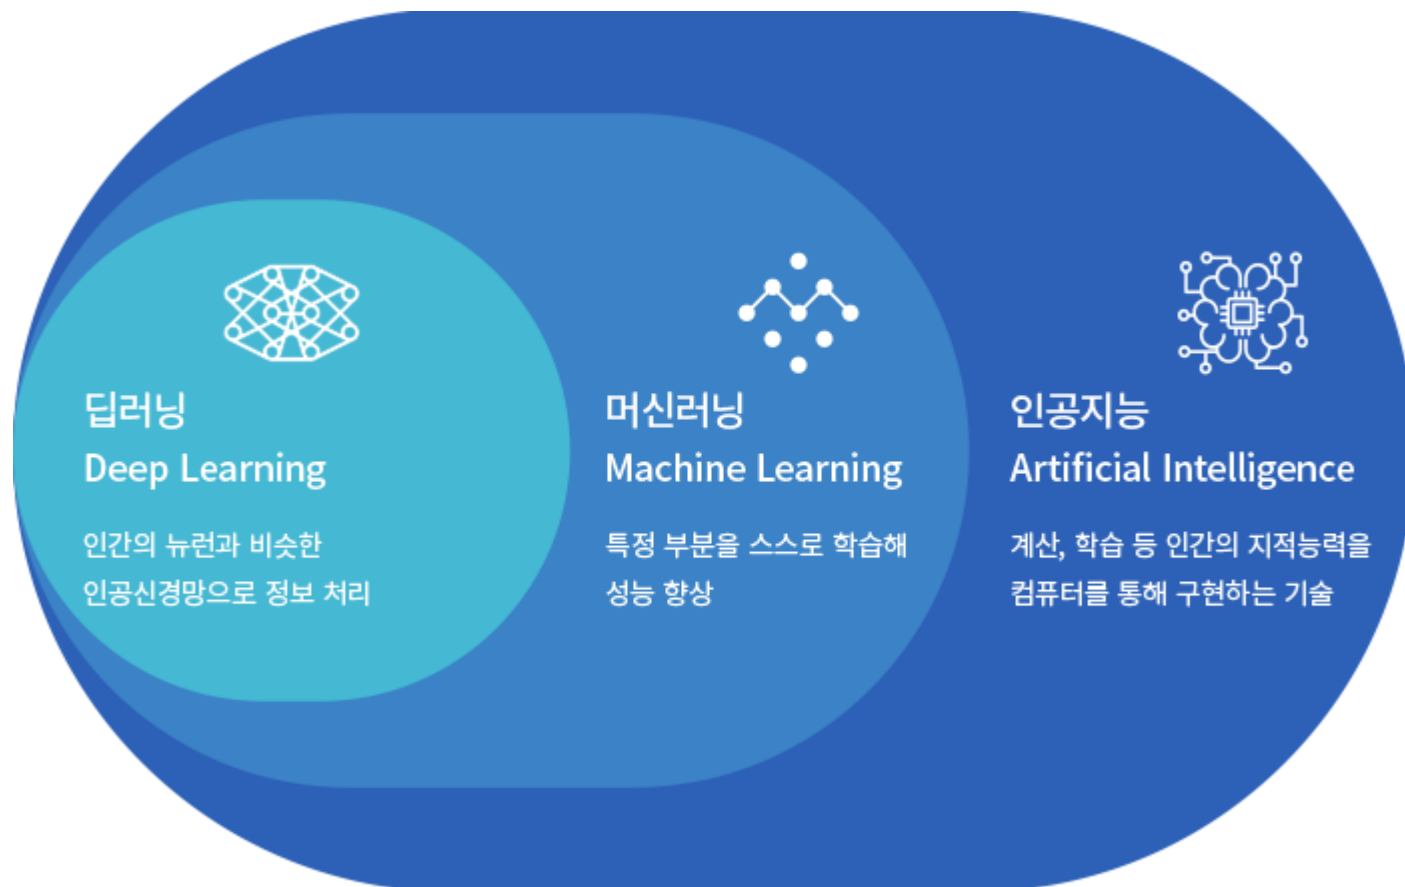 딥러닝
Deep Learning
인간의 뉴런과 비슷한
인공신경망으로 정보 처리
머신러닝
Machine Learning
특정 부분을 스스로 학습해
성능 향상
인공지능
Artificial Intelligence
계산, 학습 등 인간의 지적능력을
컴퓨터를 통해 구현하는 기술